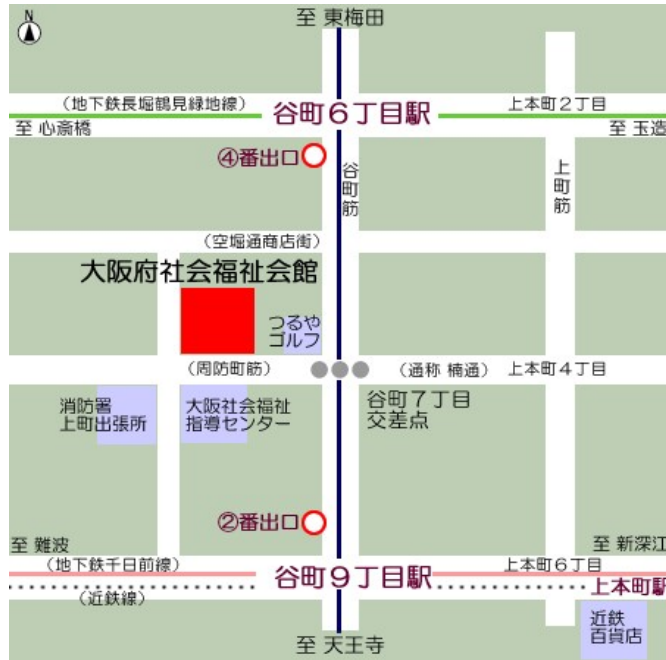 N
至 東梅田
(地下鉄長堀鶴見緑地線)
谷町6丁目駅
上本町2丁目
至 心斎橋
至 玉造
④番出口
谷町筋
上町筋
(空堀通商店街)
大阪府社会福祉会館
つるや
ゴルフ
(周防町筋)
(通称 楠通)
上本町4丁目
消防署
上町出張所
大阪社会福祉
指導センター
谷町7丁目
交差点
②番出口
至 難波
至 新深江
(地下鉄千日前線)
谷町9丁目駅
上本町6丁目
上本町駅
(近鉄線)
近鉄
百貨店
至 天王寺